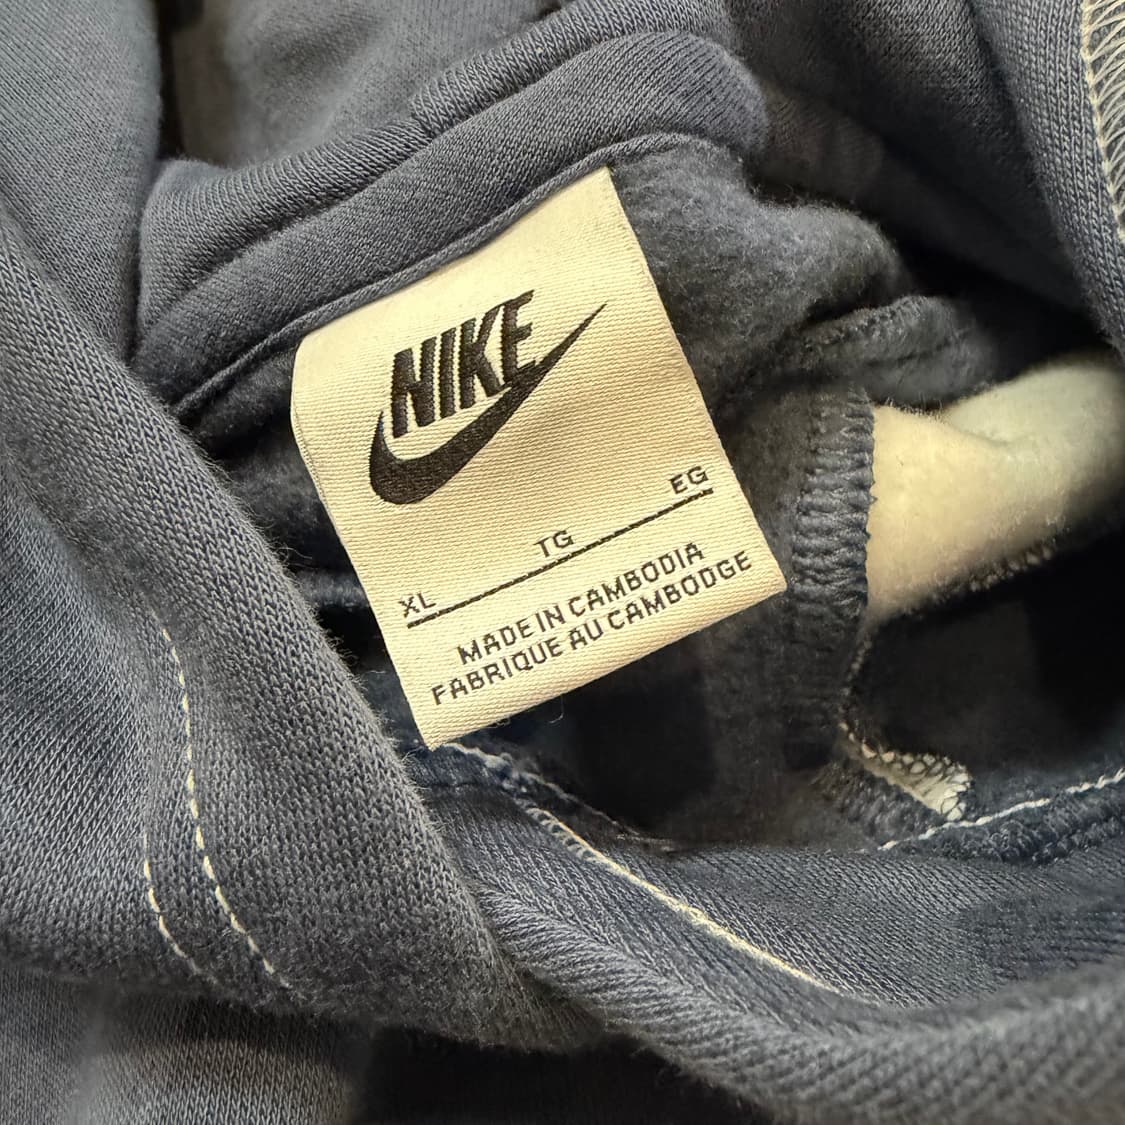 NIKE
XL TG EG
MADE IN CAMBODIA
FABRIQUE AU CAMBODGE